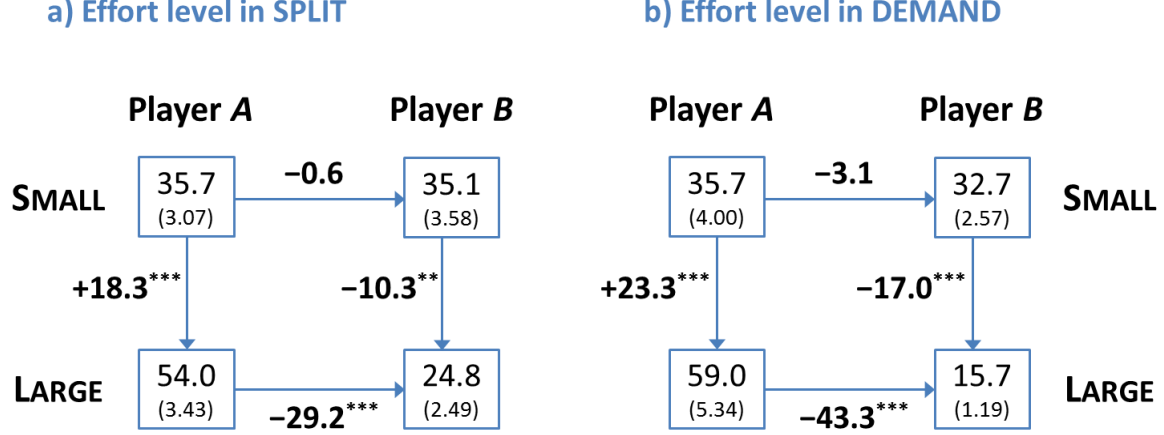 a) Effort level in SPLIT
b) Effort level in DEMAND
Player A
Player B
Player A
Player B
SMALL
35.7
(3.07)
−0.6
35.1
(3.58)
35.7
(4.00)
−3.1
32.7
(2.57)
SMALL
+18.3***
−10.3**
+23.3***
−17.0***
LARGE
54.0
(3.43)
−29.2***
24.8
(2.49)
59.0
(5.34)
−43.3***
15.7
(1.19)
LARGE